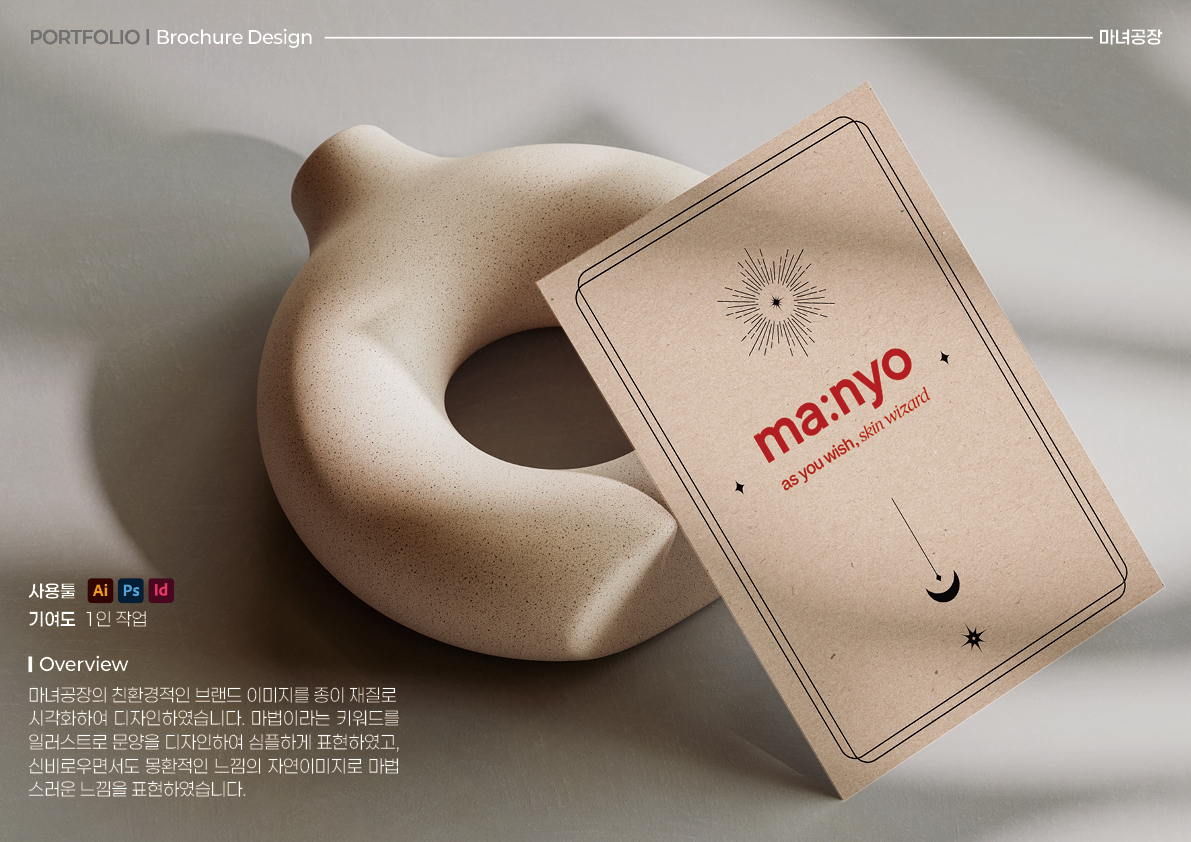 PORTFOLIO | Brochure Design
마녀공장
ma:nyo
as you wish, skin wizard
사용툴 Ai Ps Id
기여도 1인 작업
Overview
마녀공장의 친환경적인 브랜드 이미지를 종이 재질로
시각화하여 디자인하였습니다. 마법이라는 키워드를
일러스트로 문양을 디자인하여 심플하게 표현하였고,
신비로우면서도 몽환적인 느낌의 자연이미지로 마법
스러운 느낌을 표현하였습니다.